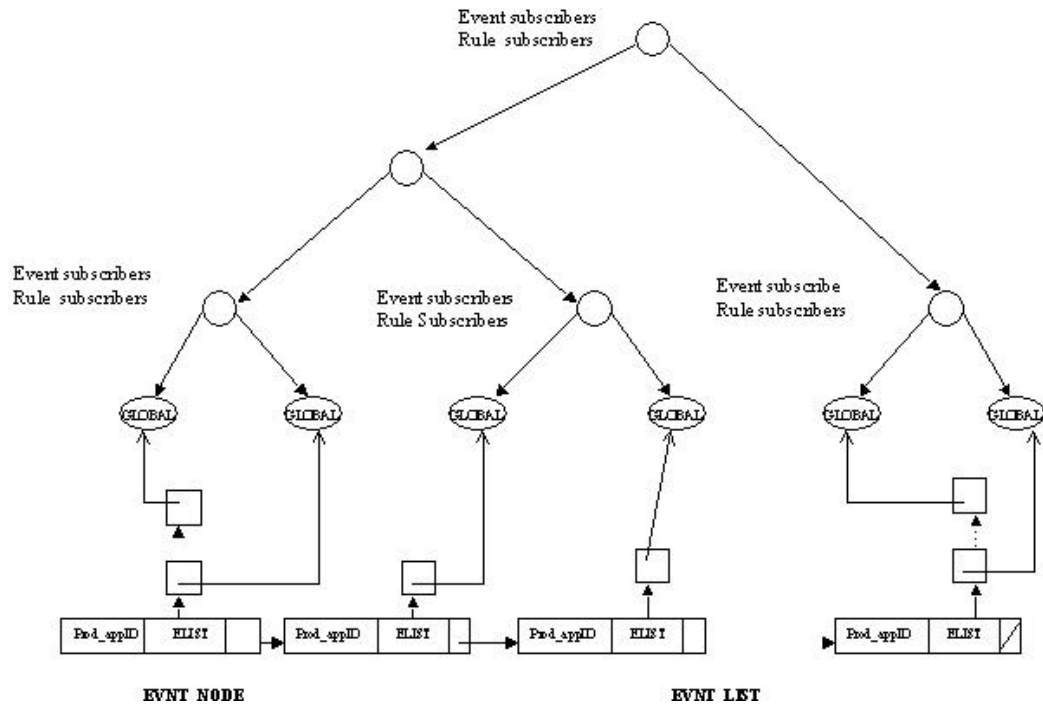 Event subscribers
Rule subscribers
Event subscribers
Rule subscribers
Event subscribers
Rule Subscribers
Event subscribe
Rule subscribers
GLOBAL
GLOBAL
GLOBAL
GLOBAL
GLOBAL
GLOBAL
Prod_appID ELIST
Prod_appID ELIST
Prod_appID ELIST
Prod_appID ELIST
EVNT NODE
EVNT LIST